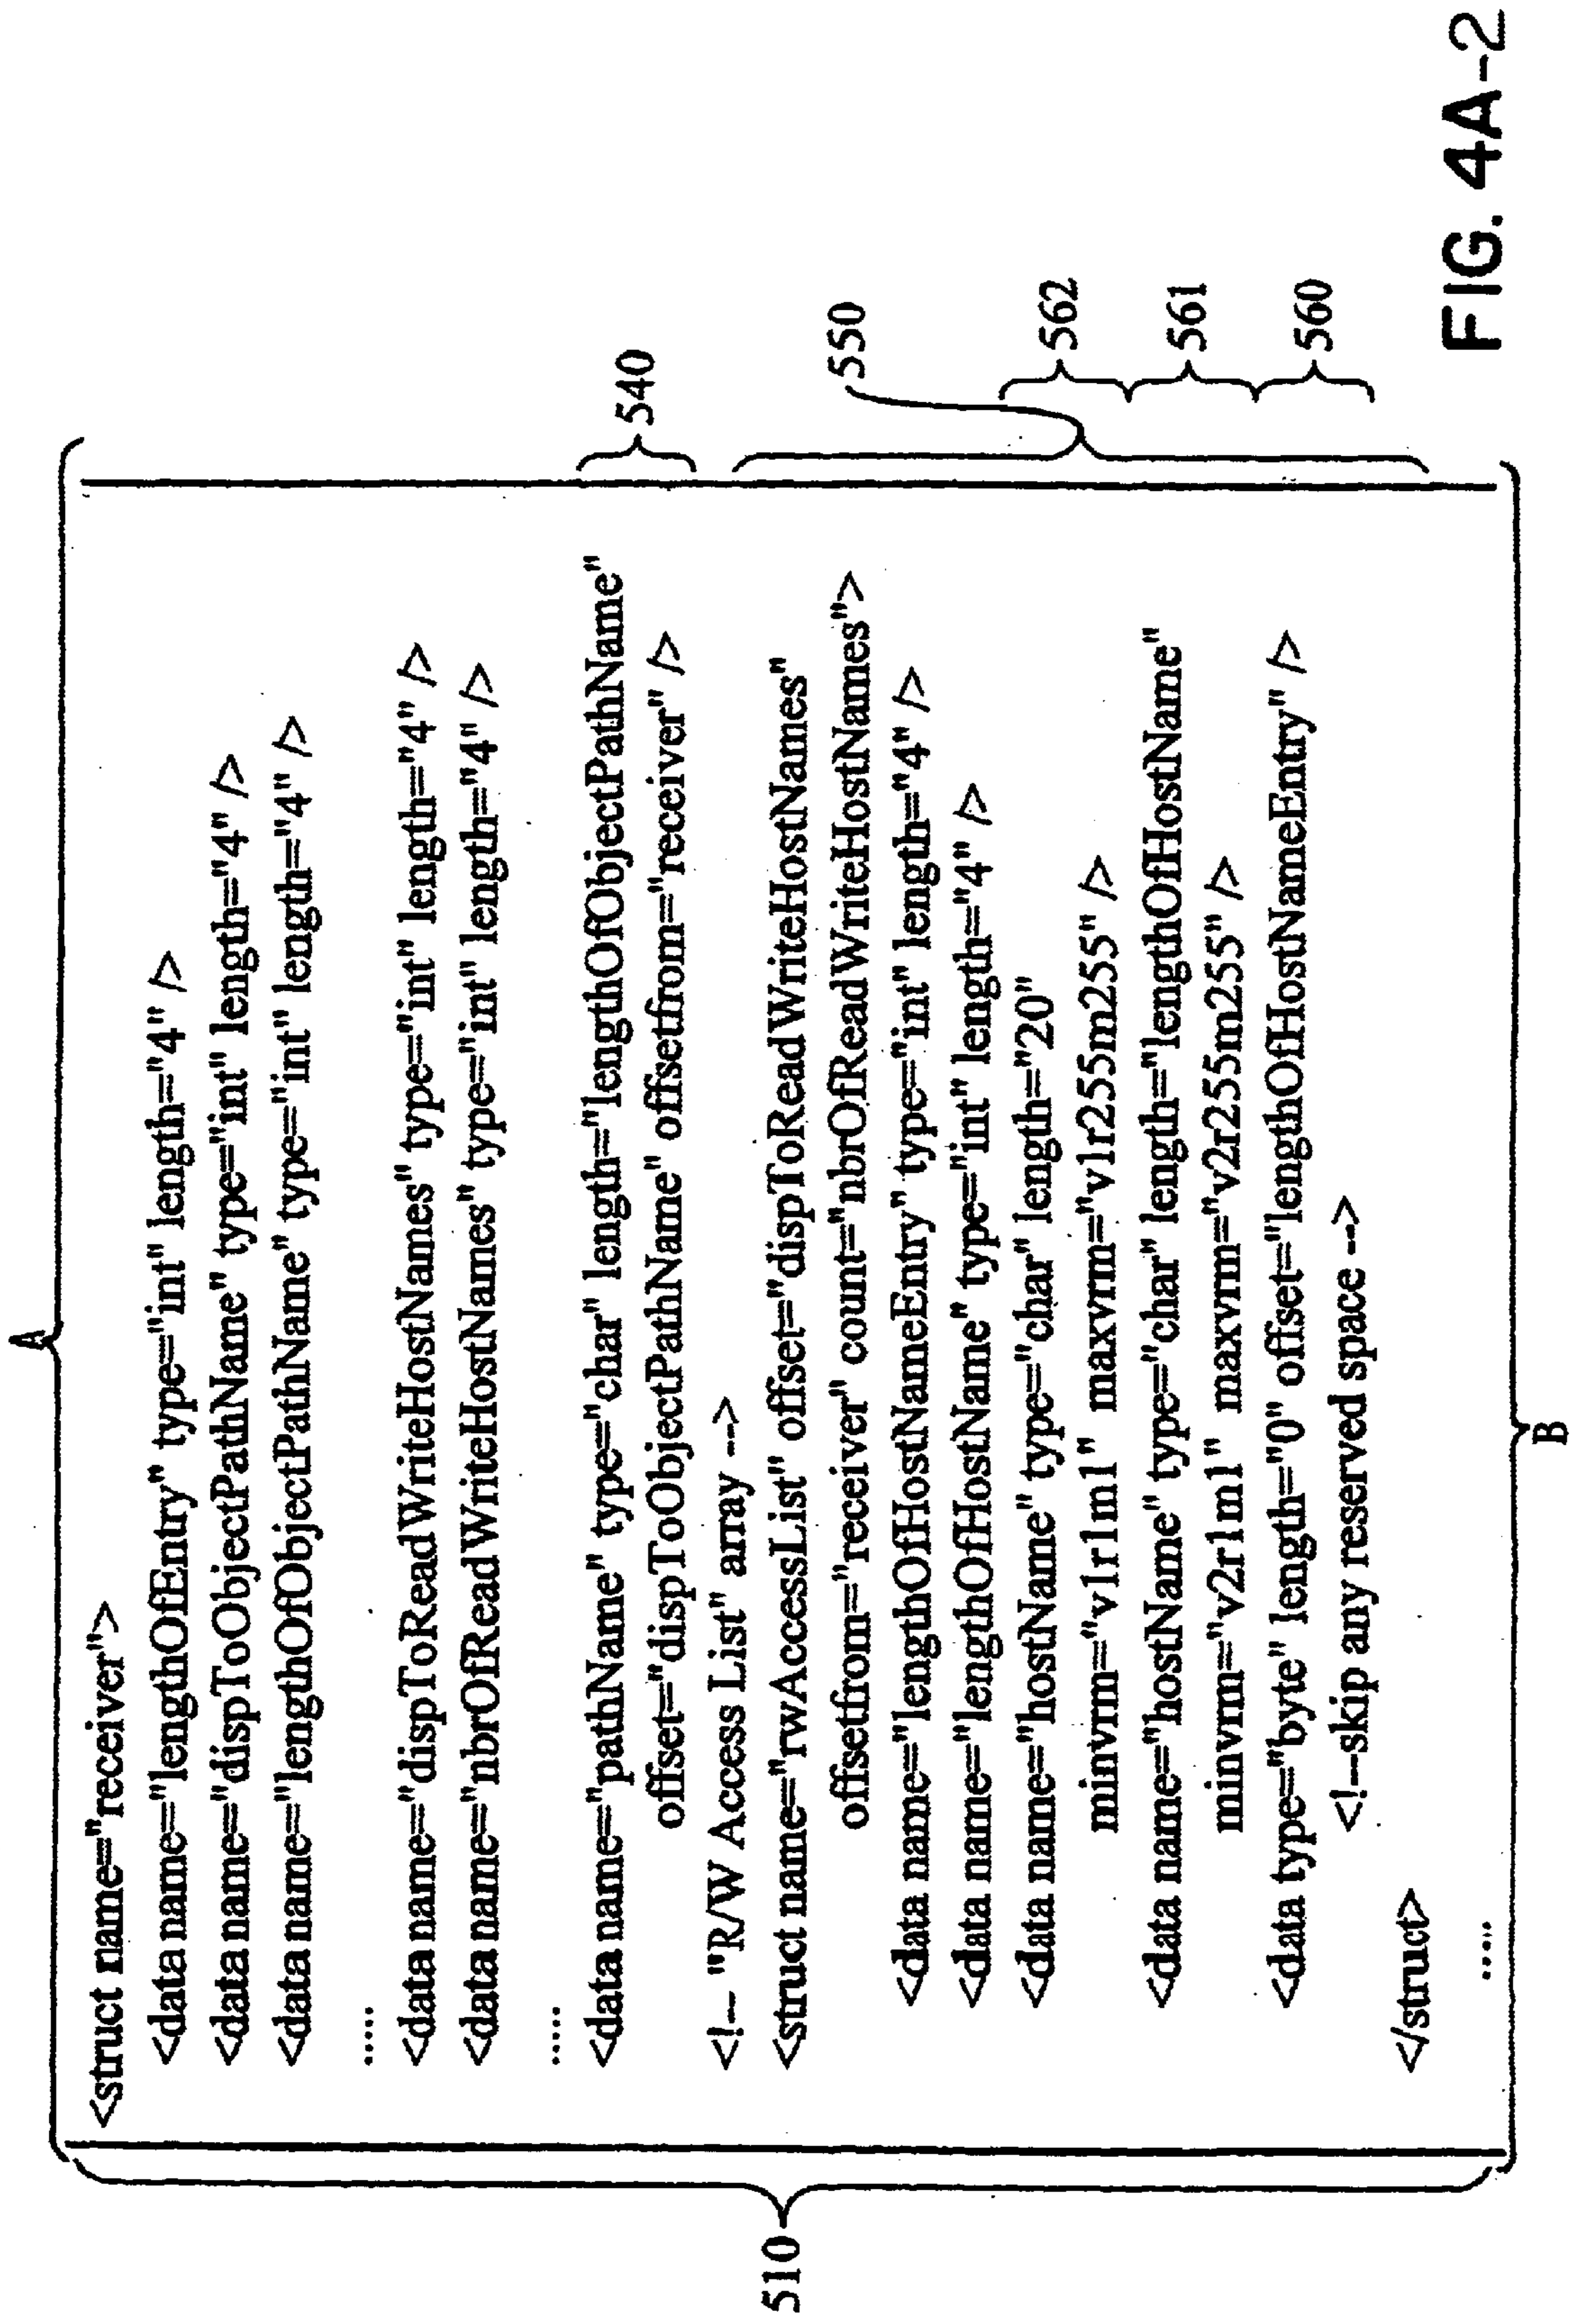 A
<struct name="receiver">
<data name="lengthOfEntry" type="int" length="4" />
<data name="dispToObjectPathName" type="int" length="4" />
<data name="lengthOfObjectPathName" type="int" length="4" />
.....
<data name="dispToReadWriteHostNames" type="int" length="4" />
<data name="nbrOfReadWriteHostNames" type="int" length="4" />
.....
<data name="pathName" type="char" length="lengthOfObjectPathName"
offset="dispToObjectPathName" offsetfrom="receiver" />
540
<!-- "R/W Access List" array -->
<struct name="rwAccessList" offset="dispToReadWriteHostNames"
offsetfrom="receiver" count="nbrOfReadWriteHostNames">
550
<data name="lengthOfHostNameEntry" type="int" length="4" />
<data name="lengthOfHostName" type="int" length="4" />
<data name="hostName" type="char" length="20"
minvrm="v1r1m1" maxvrm="v1r255m255" />
562
<data name="hostName" type="char" length="lengthOfHostName"
minvrm="v2r1m1" maxvrm="v2r255m255" />
561
<data type="byte" length="0" offset="lengthOfHostNameEntry" />
<!--skip any reserved space -->
560
</struct>
.....
510
B
FIG. 4A-2